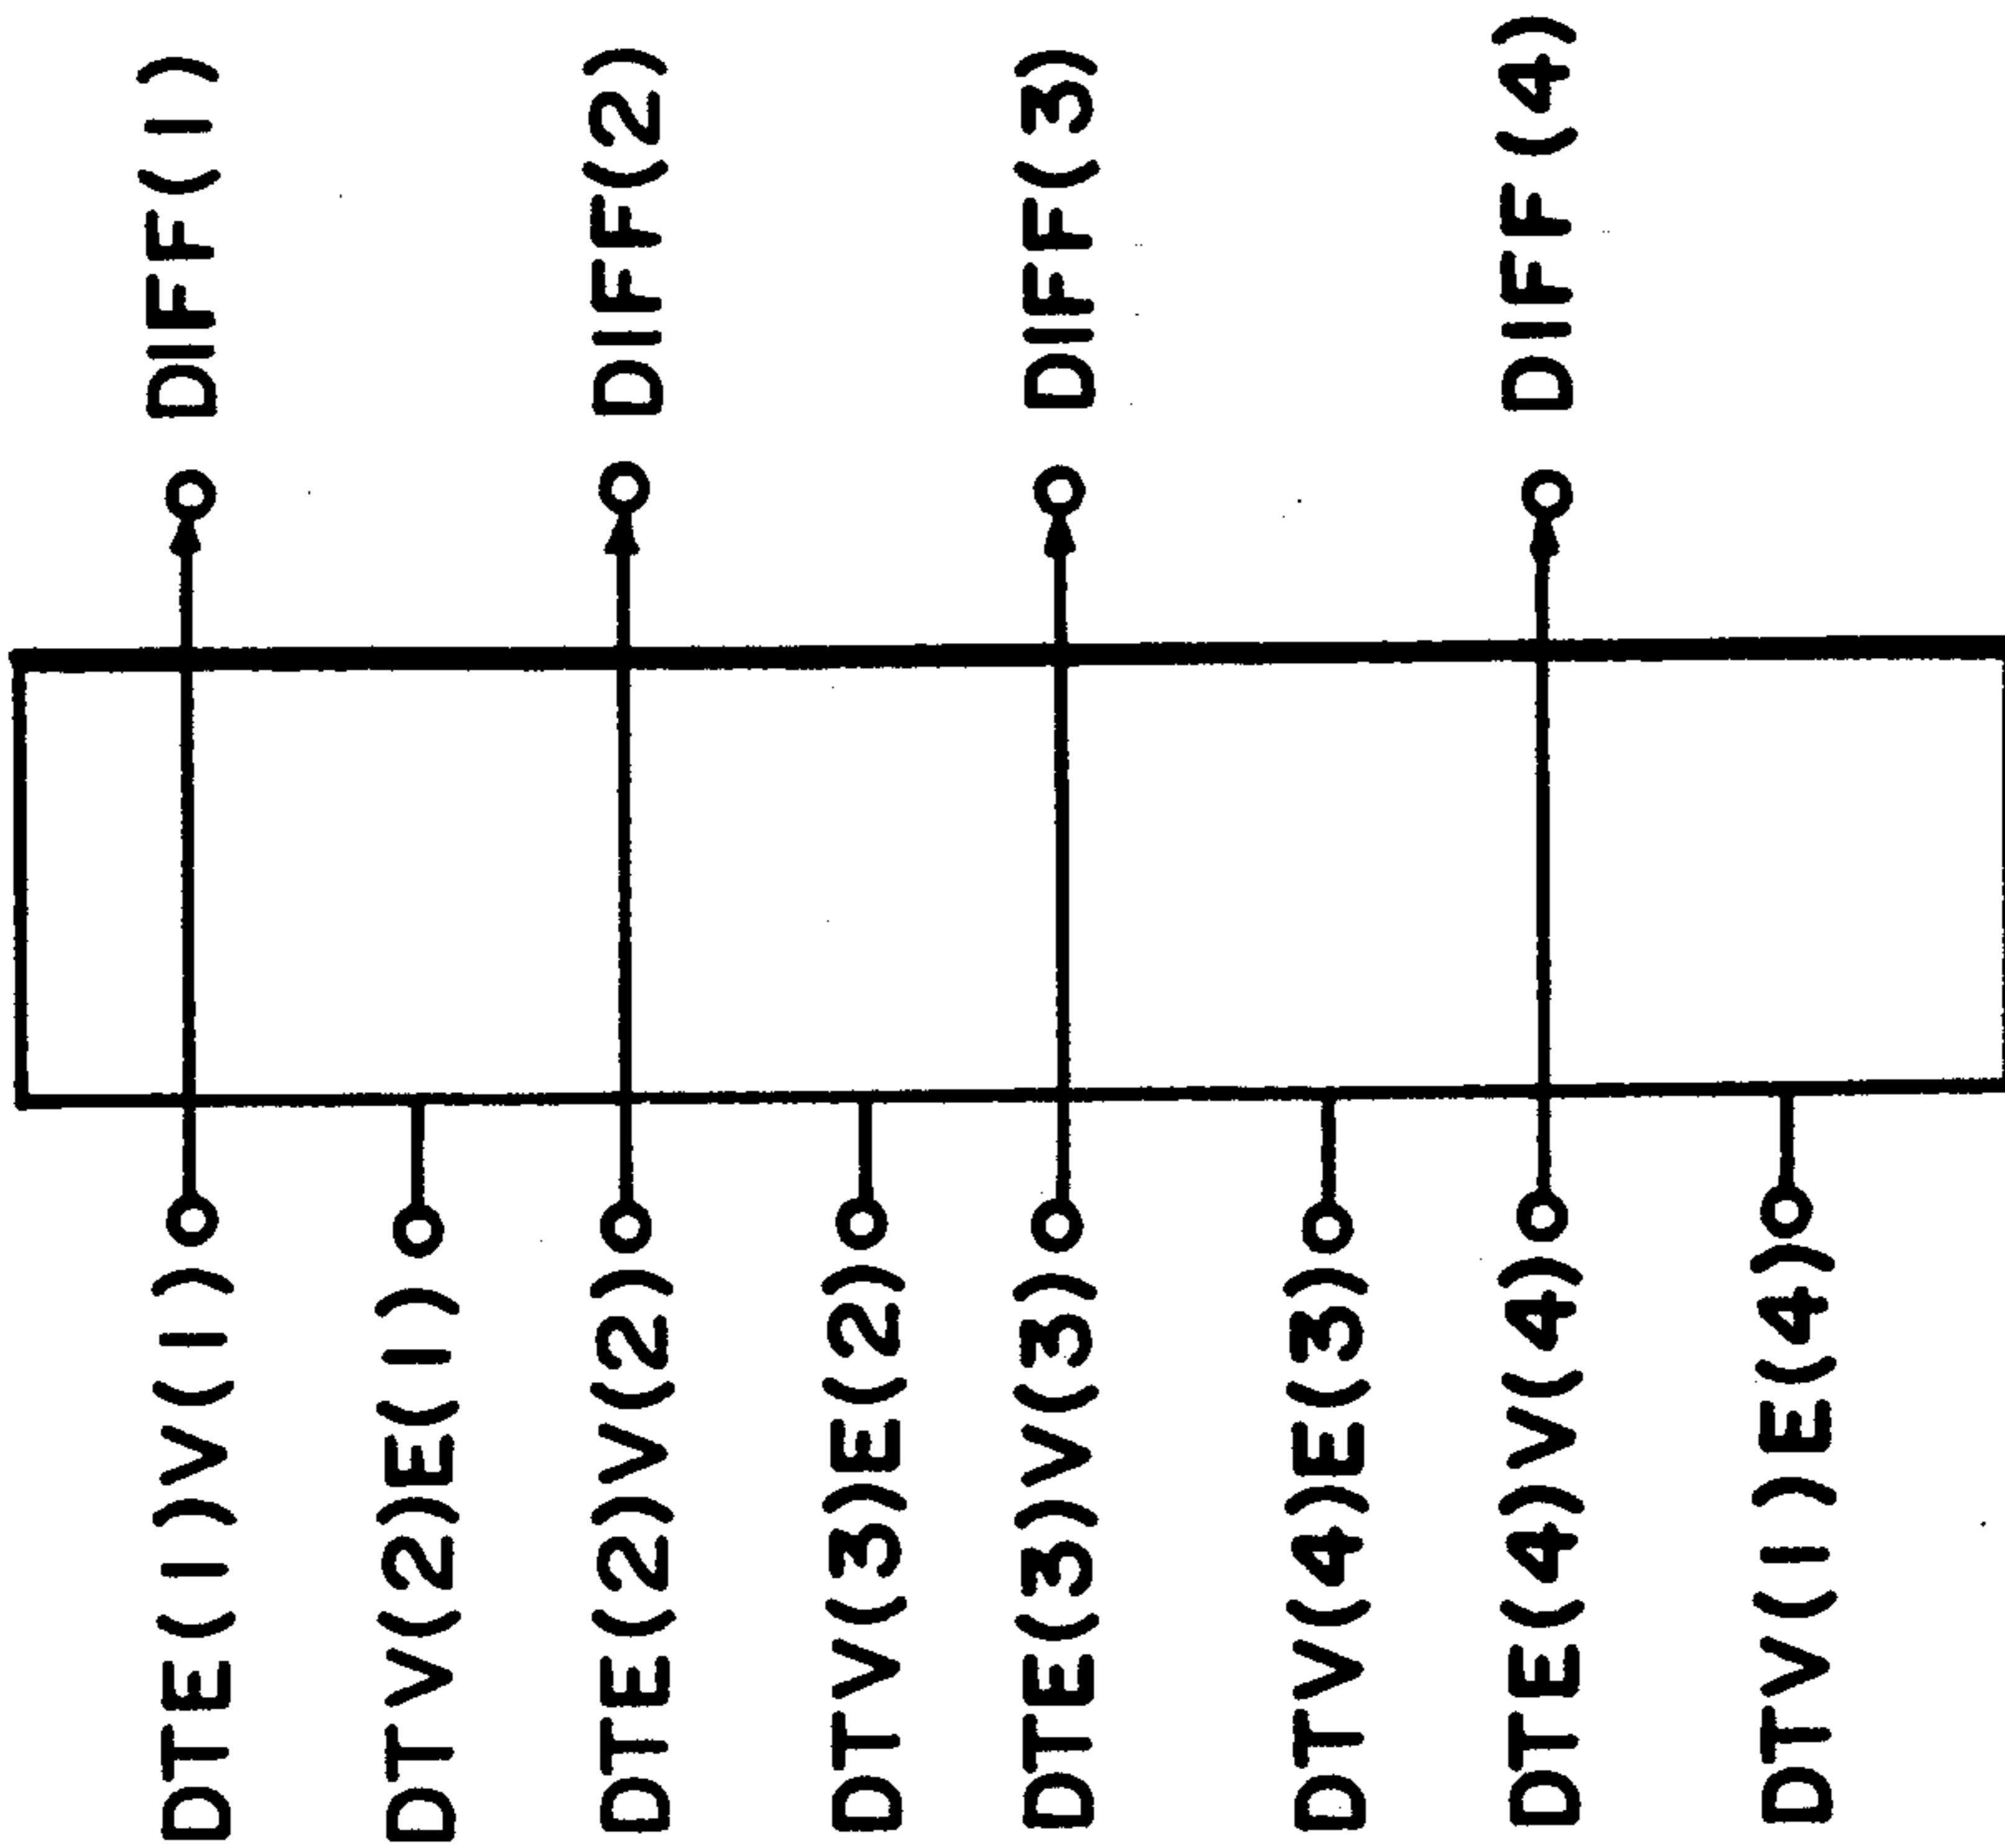 DTE(1)V(1)
DIFF(1)
DTV(2)E(1)
DTE(2)V(2)
DIFF(2)
DTV(3)E(2)
DTE(3)V(3)
DIFF(3)
DTV(4)E(3)
DTE(4)V(4)
DIFF(4)
DTV(1)E(4)